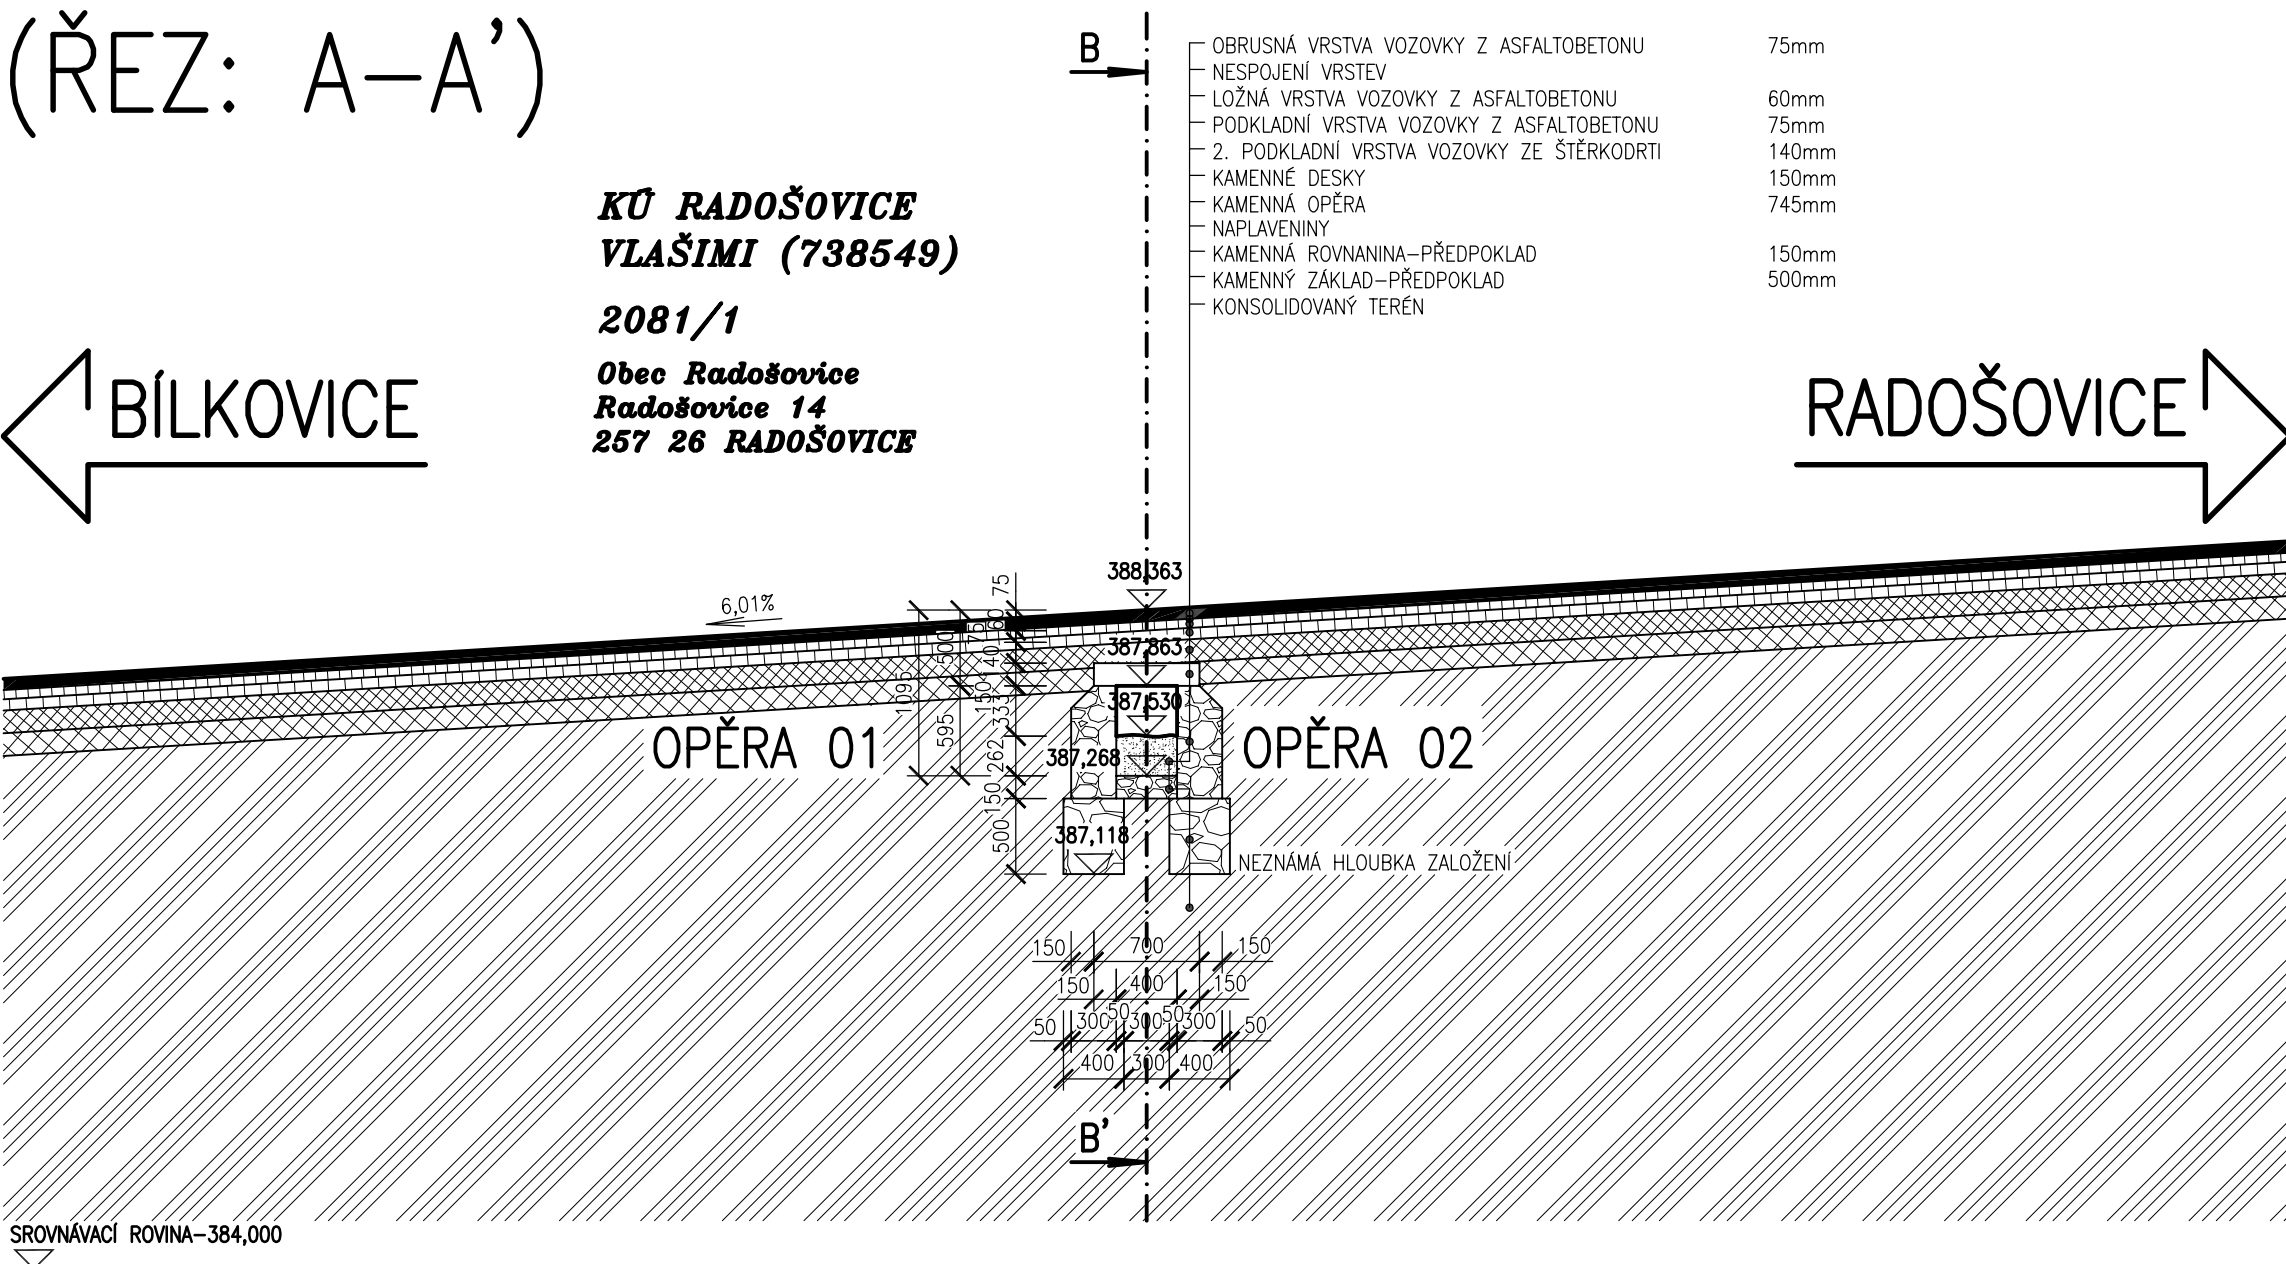 (ŘEZ: A–A')
B
OBRUSNÁ VRSTVA VOZOVKY Z ASFALTOBETONU 75mm
NESPOJENÍ VRSTEV
LOŽNÁ VRSTVA VOZOVKY Z ASFALTOBETONU 60mm
PODKLADNÍ VRSTVA VOZOVKY Z ASFALTOBETONU 75mm
2. PODKLADNÍ VRSTVA VOZOVKY ZE ŠTĚRKODRTI 140mm
KAMENNÉ DESKY 150mm
KAMENNÁ OPĚRA 745mm
NAPLAVENINY
KAMENNÁ ROVNANINA–PŘEDPOKLAD 150mm
KAMENNÝ ZÁKLAD–PŘEDPOKLAD 500mm
KONSOLIDOVANÝ TERÉN
KÚ RADOŠOVICE
VLAŠIMI (738549)
2081/1
Obec Radošovice
Radošovice 14
257 26 RADOŠOVICE
BÍLKOVICE
RADOŠOVICE
6,01%
388,363
387,863
387,530
387,268
387,118
1095
500
595
75
60
75
150
333
262
150
500
OPĚRA 01
OPĚRA 02
NEZNÁMÁ HLOUBKA ZALOŽENÍ
150 700 150
150 400 150
50 300 50 300 50 300 50
400 300 400
B'
SROVNÁVACÍ ROVINA–384,000